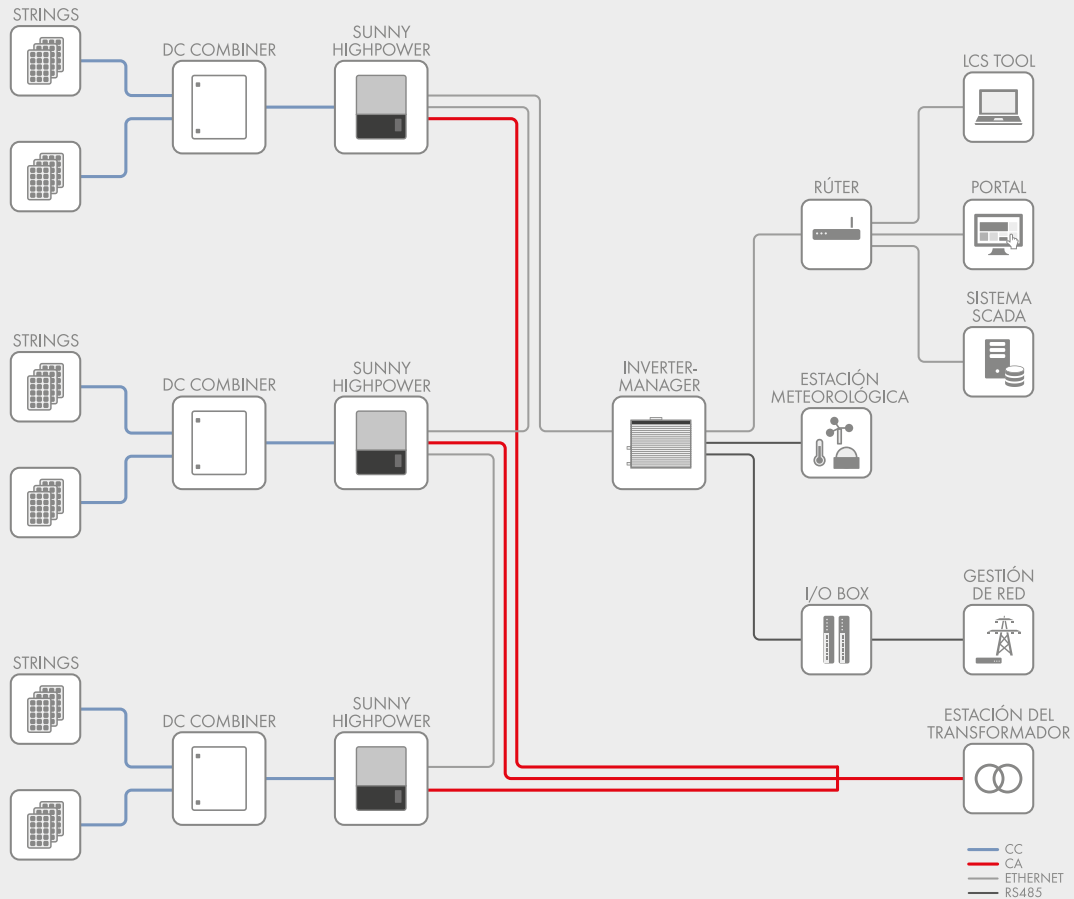 STRINGS
DC COMBINER
SUNNY
HIGHPOWER
LCS TOOL
RÚTER
PORTAL
SISTEMA
SCADA
STRINGS
DC COMBINER
SUNNY
HIGHPOWER
INVERTER-
MANAGER
ESTACIÓN
METEOROLÓGICA
I/O BOX
GESTIÓN
DE RED
STRINGS
DC COMBINER
SUNNY
HIGHPOWER
ESTACIÓN DEL
TRANSFORMADOR
CC
CA
ETHERNET
RS485